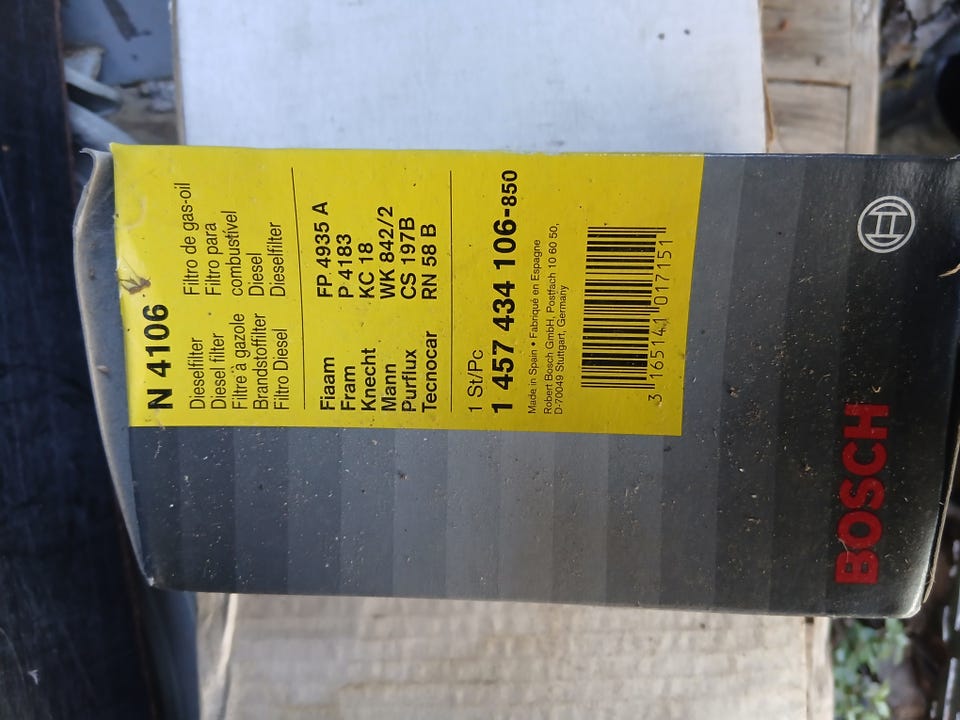 N 4106
Dieselfilter
Diesel filter
Filtre à gazole
Brandstoffilter
Filtro Diesel
Filtro de gas-oil
Filtro para
combustível
Diesel
Dieselfilter
Fiaam FP 4935 A
Fram P 4183
Knecht KC 18
Mann WK 842/2
Purflux CS 197B
Tecnocar RN 58 B
1 St/Pc
1 457 434 106-850
Made in Spain • Fabriqué en Espagne
Robert Bosch GmbH, Postfach 10 60 50,
D-70049 Stuttgart, Germany
3 165141 017151
BOSCH